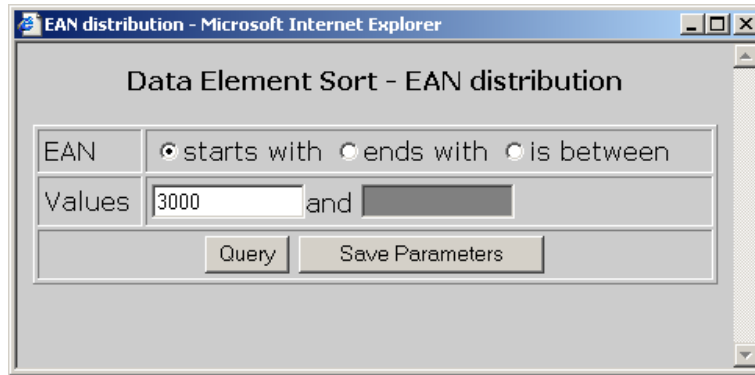 EAN distribution - Microsoft Internet Explorer
Data Element Sort - EAN distribution
EAN starts with ends with is between
Values 3000 and
Query Save Parameters